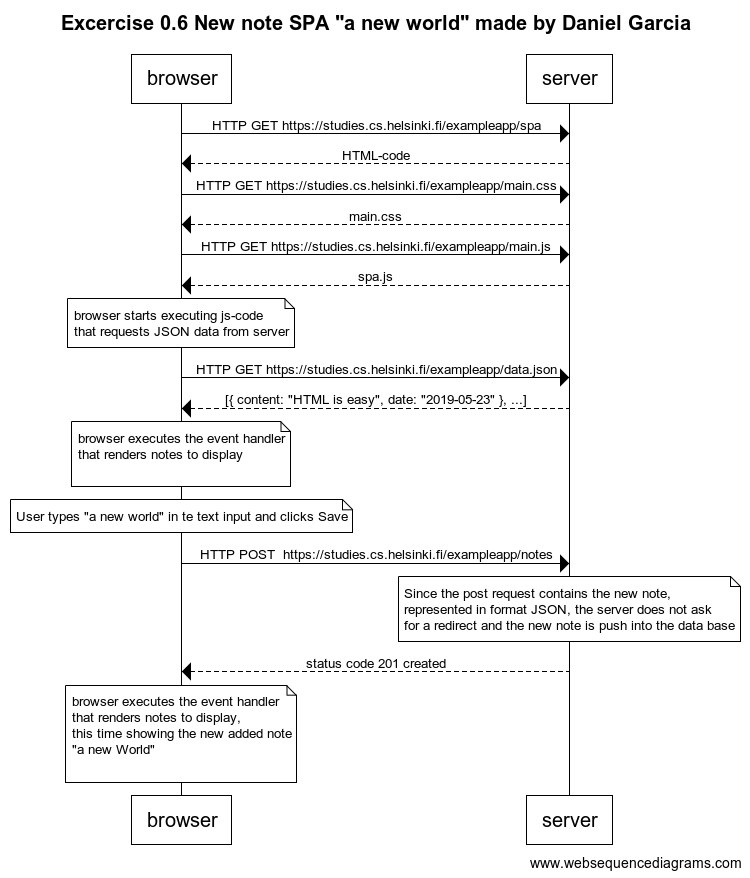 Excercise 0.6 New note SPA "a new world" made by Daniel Garcia
browser
server
HTTP GET https://studies.cs.helsinki.fi/exampleapp/spa
HTML-code
HTTP GET https://studies.cs.helsinki.fi/exampleapp/main.css
main.css
HTTP GET https://studies.cs.helsinki.fi/exampleapp/main.js
spa.js
browser starts executing js-code
that requests JSON data from server
HTTP GET https://studies.cs.helsinki.fi/exampleapp/data.json
[{ content: "HTML is easy", date: "2019-05-23" }, ...]
browser executes the event handler
that renders notes to display
User types "a new world" in te text input and clicks Save
HTTP POST  https://studies.cs.helsinki.fi/exampleapp/notes
Since the post request contains the new note,
represented in format JSON, the server does not ask
for a redirect and the new note is push into the data base
status code 201 created
browser executes the event handler
that renders notes to display,
this time showing the new added note
"a new World"
browser
server
www.websequencediagrams.com